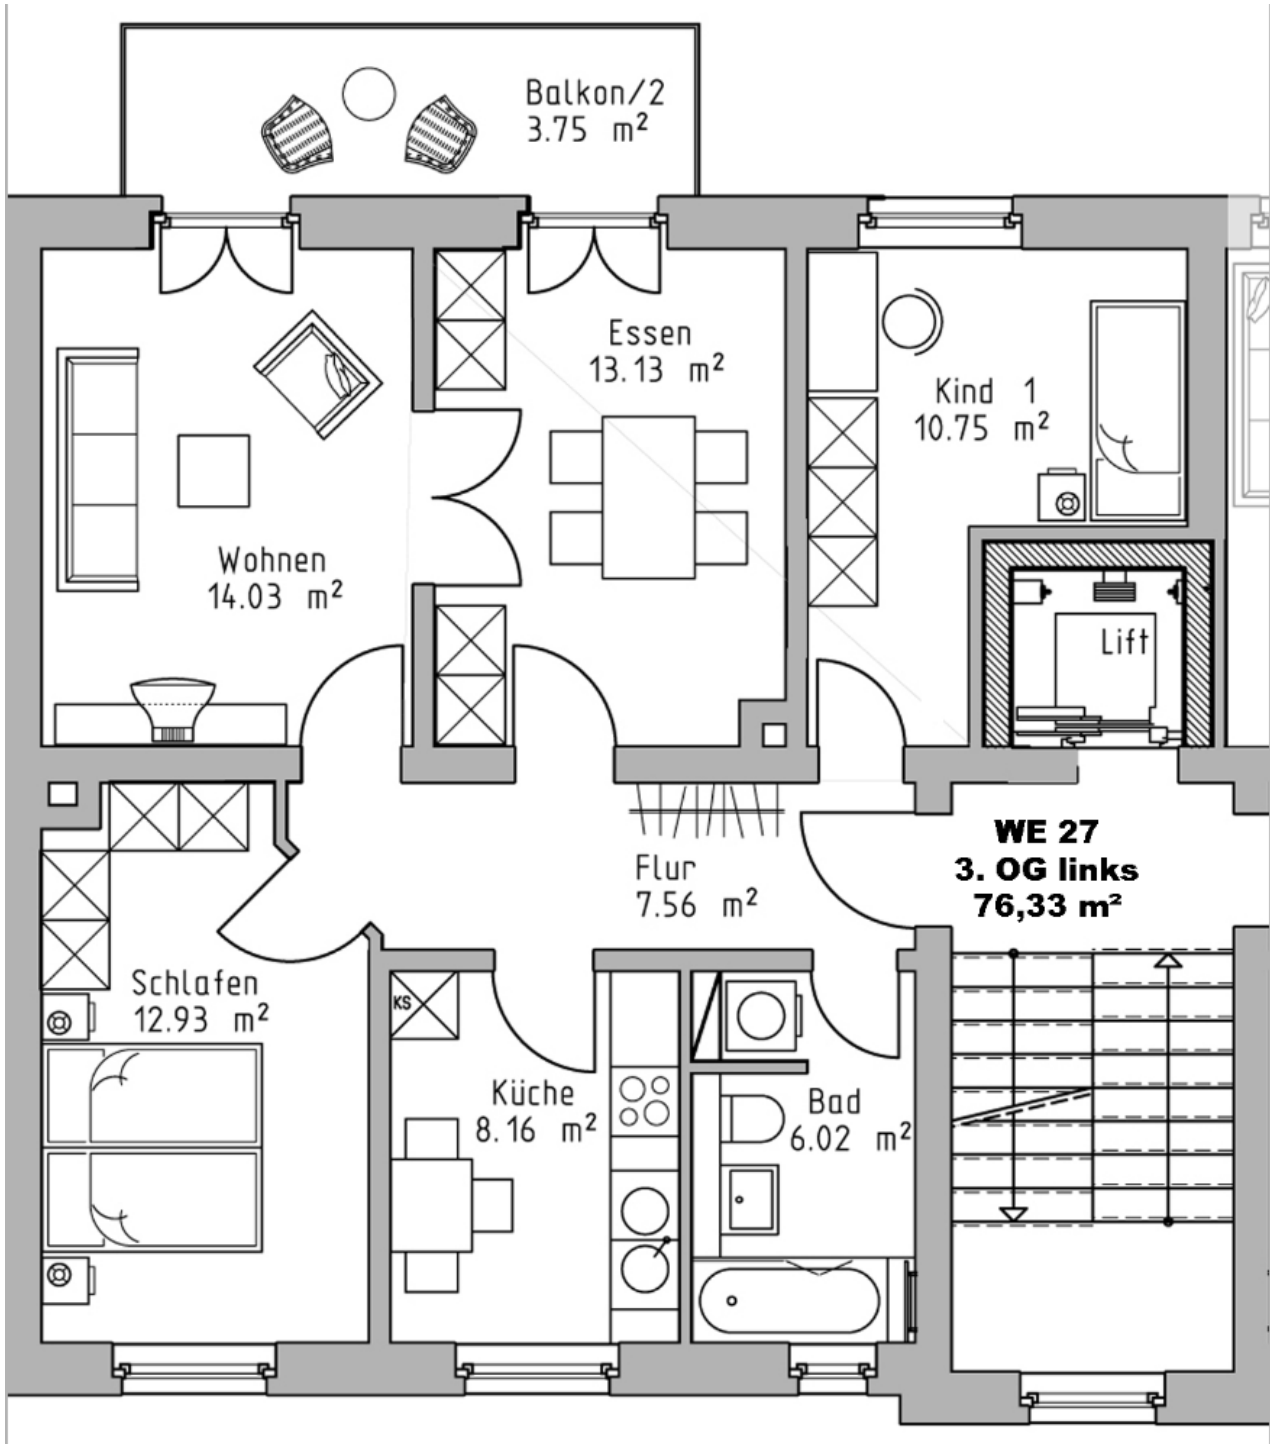 Balkon/2
3.75 m²
Essen
13.13 m²
Kind 1
10.75 m²
Wohnen
14.03 m²
Lift
WE 27
3. OG links
76,33 m²
Flur
7.56 m²
Schlafen
12.93 m²
KS
Küche
8.16 m²
Bad
6.02 m²